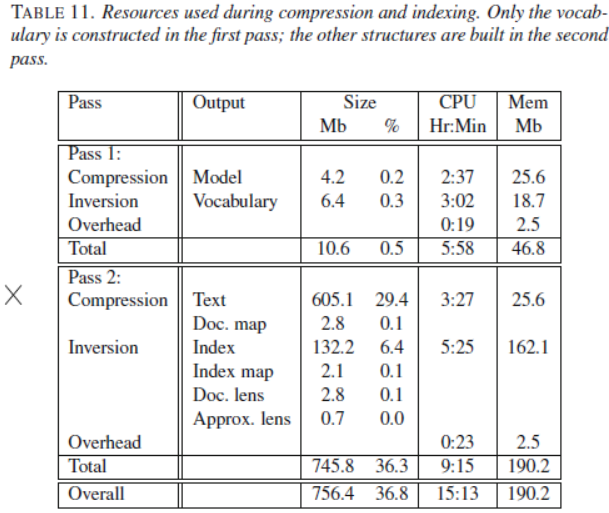 TABLE 11. Resources used during compression and indexing. Only the vocab-
ulary is constructed in the first pass; the other structures are built in the second
pass.
Pass Output Size CPU Mem
Mb % Hr:Min Mb
Pass 1:
Compression Model 4.2 0.2 2:37 25.6
Inversion Vocabulary 6.4 0.3 3:02 18.7
Overhead 0:19 2.5
Total 10.6 0.5 5:58 46.8
Pass 2:
Compression Text 605.1 29.4 3:27 25.6
Doc. map 2.8 0.1
Inversion Index 132.2 6.4 5:25 162.1
Index map 2.1 0.1
Doc. lens 2.8 0.1
Approx. lens 0.7 0.0
Overhead 0:23 2.5
Total 745.8 36.3 9:15 190.2
Overall 756.4 36.8 15:13 190.2